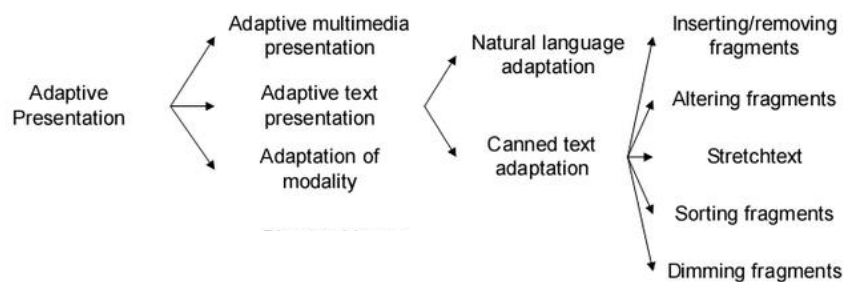 Adaptive
Presentation
Adaptive multimedia
presentation
Adaptive text
presentation
Adaptation of
modality
Natural language
adaptation
Canned text
adaptation
Inserting/removing
fragments
Altering fragments
Stretchtext
Sorting fragments
Dimming fragments